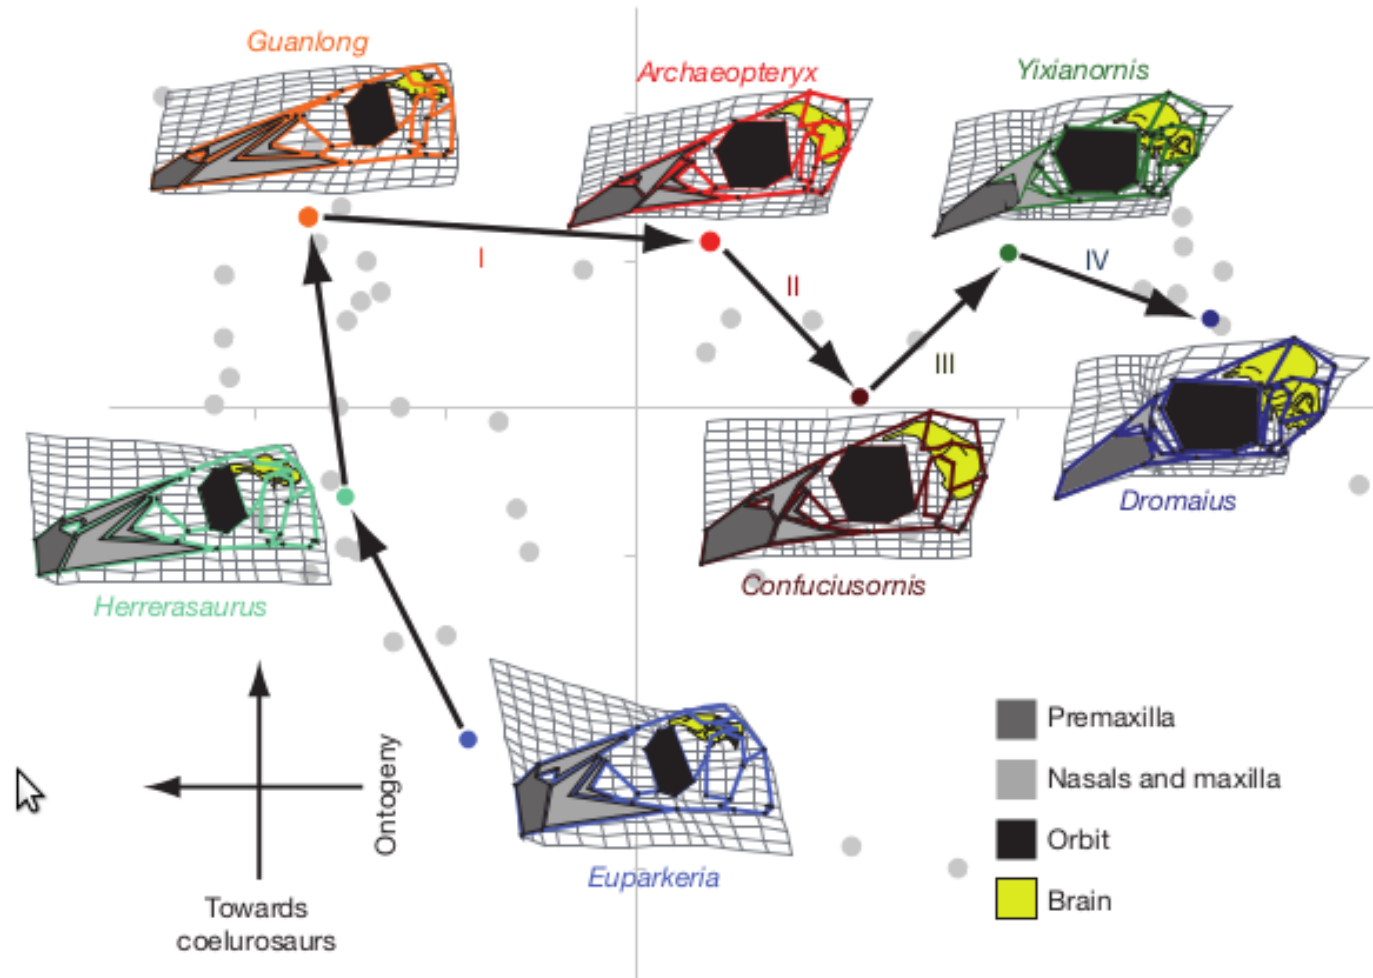 Guanlong
Archaeopteryx
Yixianornis
I
II
III
IV
Herrerasaurus
Confuciusornis
Dromaius
Euparkeria
Ontogeny
Towards
coelurosaurs
Premaxilla
Nasals and maxilla
Orbit
Brain